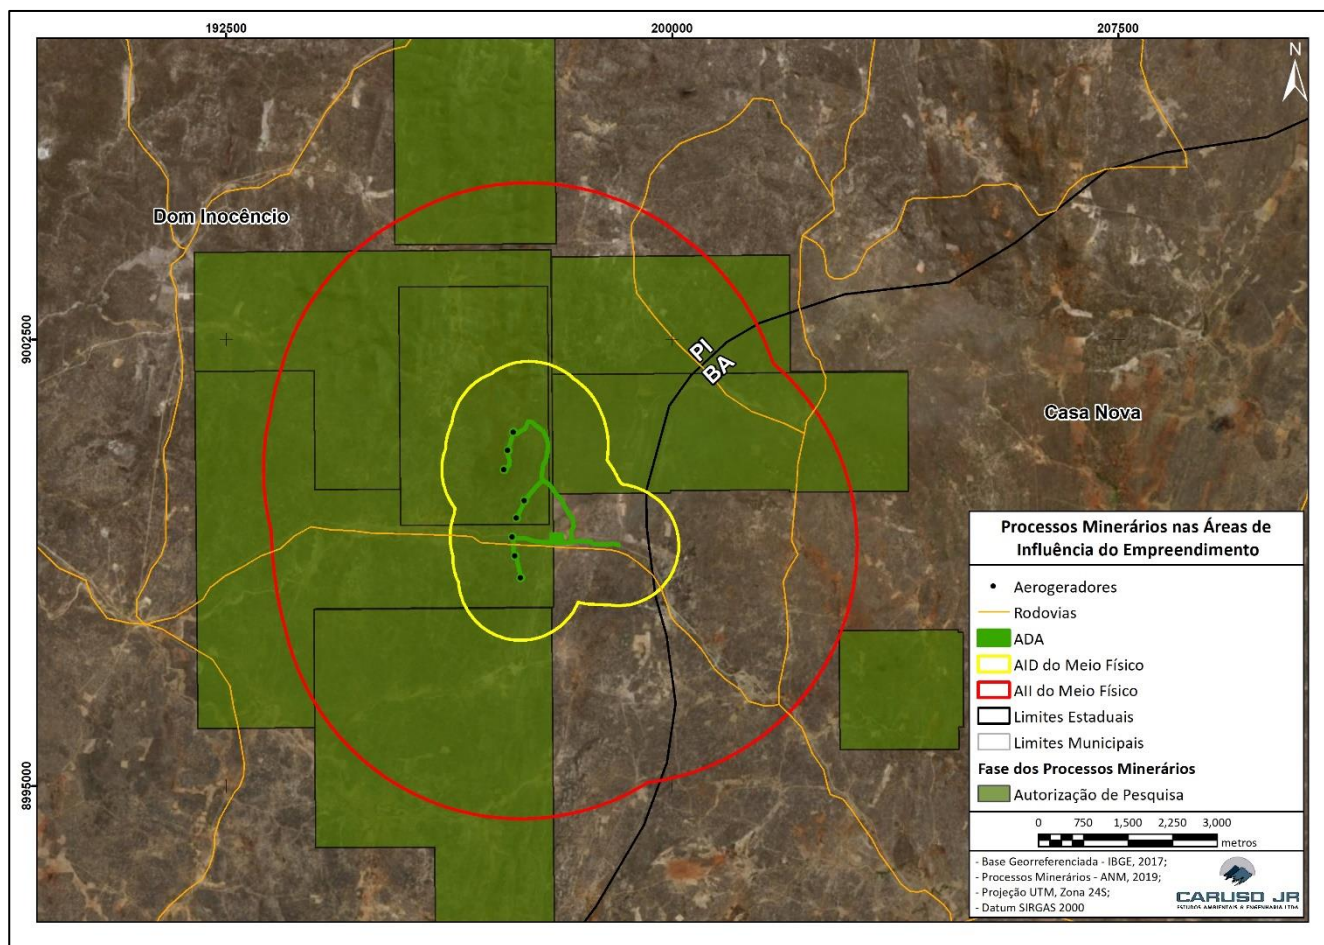 192500
200000
207500
N
Dom Inocêncio
9002500
PI
BA
Casa Nova
8995000
Processos Minerários nas Áreas de
Influência do Empreendimento
Aerogeradores
Rodovias
ADA
AID do Meio Físico
AII do Meio Físico
Limites Estaduais
Limites Municipais
Fase dos Processos Minerários
Autorização de Pesquisa
0 750 1,500 2,250 3,000
metros
- Base Georreferenciada - IBGE, 2017;
- Processos Minerários - ANM, 2019;
- Projeção UTM, Zona 24S;
- Datum SIRGAS 2000
CARUSO JR
ESTUDOS AMBIENTAIS & ENGENHARIA LTDA